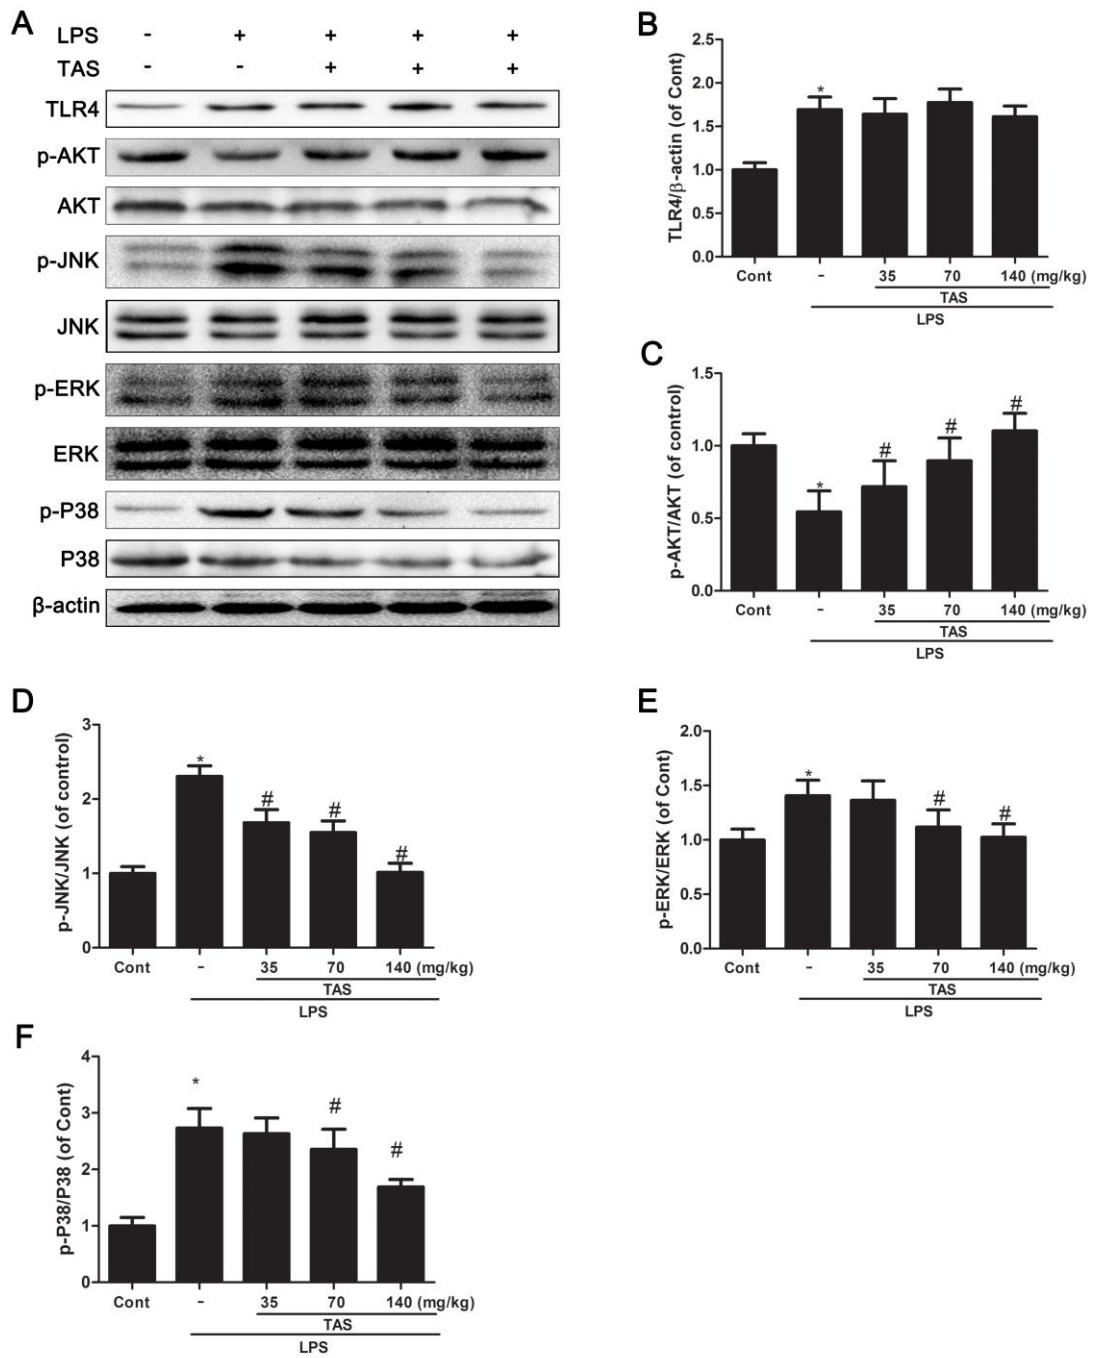 A
LPS - + + + +
TAS - - + + +
TLR4
p-AKT
AKT
p-JNK
JNK
p-ERK
ERK
p-P38
P38
β-actin
B
TLR4/β-actin (of Cont)
2.5
2.0
1.5
1.0
0.5
0.0
*
Cont - 35 70 140 (mg/kg)
TAS
LPS
C
p-AKT/AKT (of control)
1.5
1.0
0.5
0.0
* # # #
Cont - 35 70 140 (mg/kg)
TAS
LPS
D
p-JNK/JNK (of control)
3
2
1
0
* # # #
Cont - 35 70 140 (mg/kg)
TAS
LPS
E
p-ERK/ERK (of Cont)
2.0
1.5
1.0
0.5
0.0
* # #
Cont - 35 70 140 (mg/kg)
TAS
LPS
F
p-P38/P38 (of Cont)
4
3
2
1
0
* # #
Cont - 35 70 140 (mg/kg)
TAS
LPS